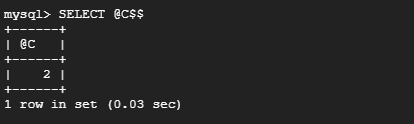 mysql> SELECT @C$$
+------+
| @C   |
+------+
|    2 |
+------+
1 row in set (0.03 sec)